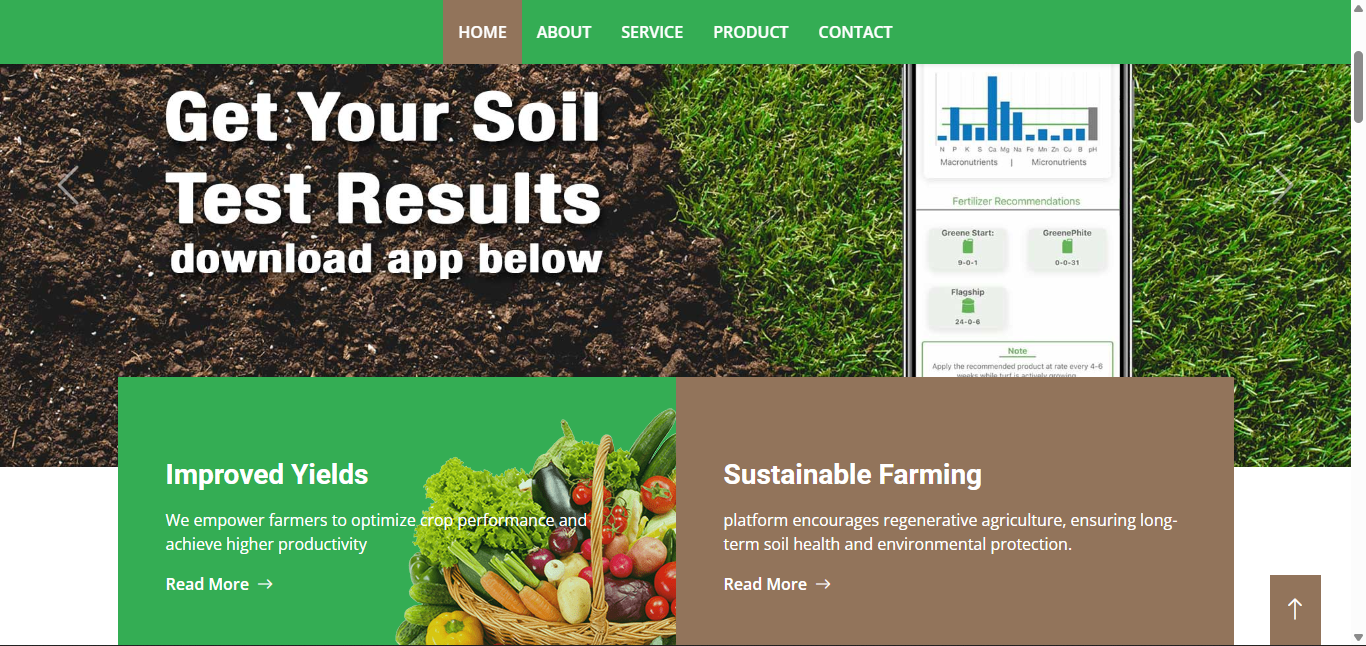 HOME ABOUT SERVICE PRODUCT CONTACT
Get Your Soil
Test Results
download app below
N P K S Ca Mg Na Fe Mn Zn Cu B pH
Macronutrients | Micronutrients
Fertilizer Recommendations
Greene Start: GreenePhite
9-0-1 0-0-31
Flagship
24-0-6
Note
Apply the recommended product at rate every 4-6
weeks while turf is actively growing
Improved Yields
We empower farmers to optimize crop performance and
achieve higher productivity
Read More
Sustainable Farming
platform encourages regenerative agriculture, ensuring long-
term soil health and environmental protection.
Read More